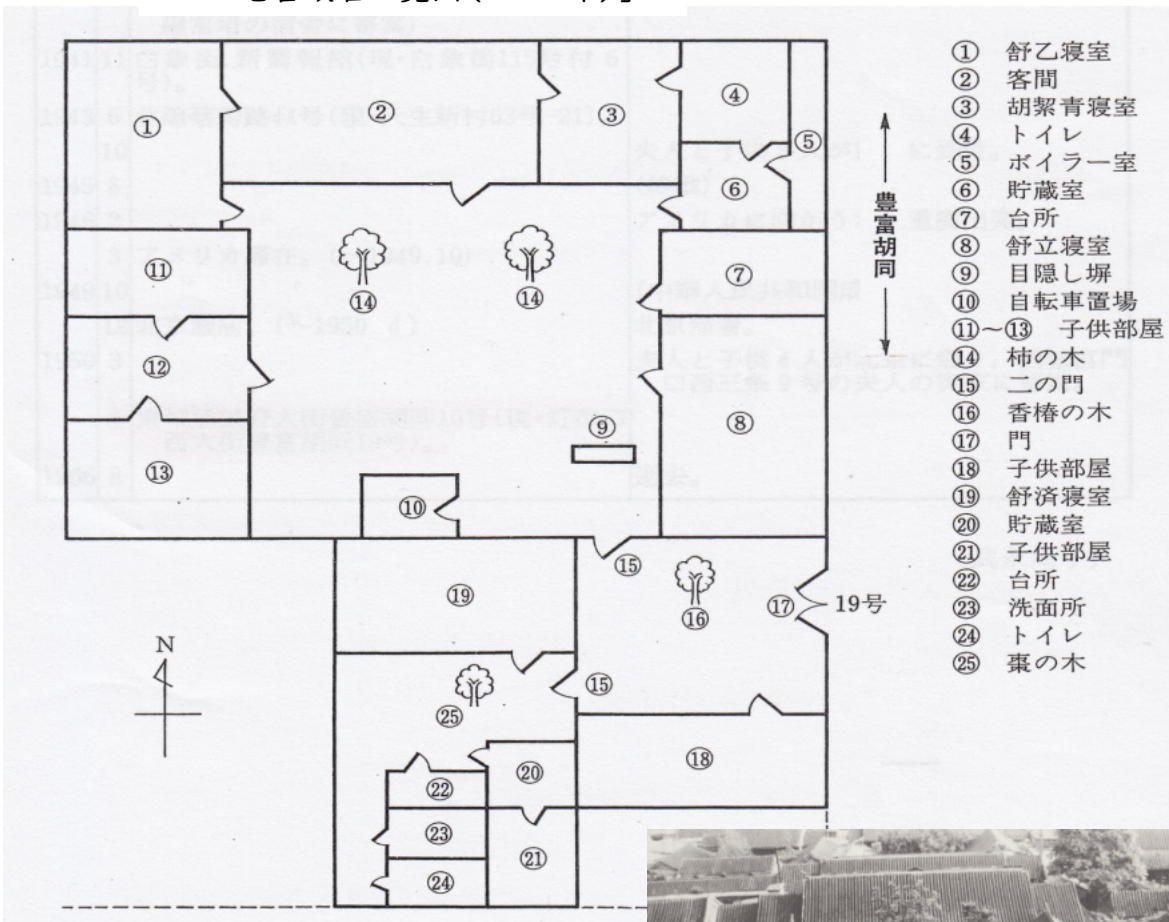 ① 舒乙寝室
② 客間
③ 胡絜青寝室
④ トイレ
⑤ ボイラー室
⑥ 貯蔵室
⑦ 台所
⑧ 舒立寝室
⑨ 目隠し塀
⑩ 自転車置場
⑪～⑬ 子供部屋
⑭ 柿の木
⑮ 二の門
⑯ 香椿の木
⑰ 門
⑱ 子供部屋
⑲ 舒済寝室
⑳ 貯蔵室
㉑ 子供部屋
㉒ 台所
㉓ 洗面所
㉔ トイレ
㉕ 棗の木
豊富胡同
① ② ③ ④
⑤
⑥
⑪ ⑭ ⑭ ⑦
⑫
⑨ ⑧
⑬ ⑩
⑮
⑲ ⑯ ⑰ 19号
N
⑮
㉕
⑳ ⑱
㉒
㉓
㉑
㉔